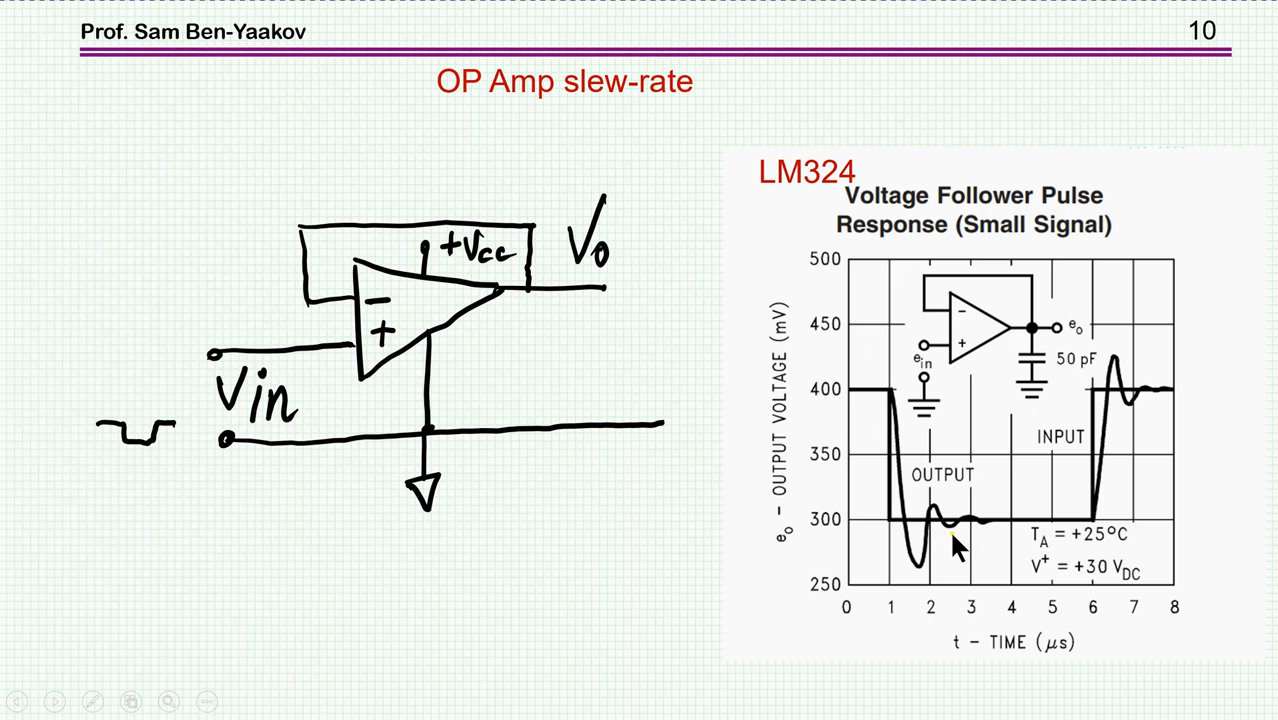 Prof. Sam Ben-Yaakov
10
OP Amp slew-rate
+Vcc
Vo
−
+
Vin
LM324
Voltage Follower Pulse
Response (Small Signal)
500
450
400
350
300
250
eo – OUTPUT VOLTAGE (mV)
−
+
eo
ein
50 pF
INPUT
OUTPUT
TA = +25°C
V+ = +30 VDC
0 1 2 3 4 5 6 7 8
t – TIME (µs)